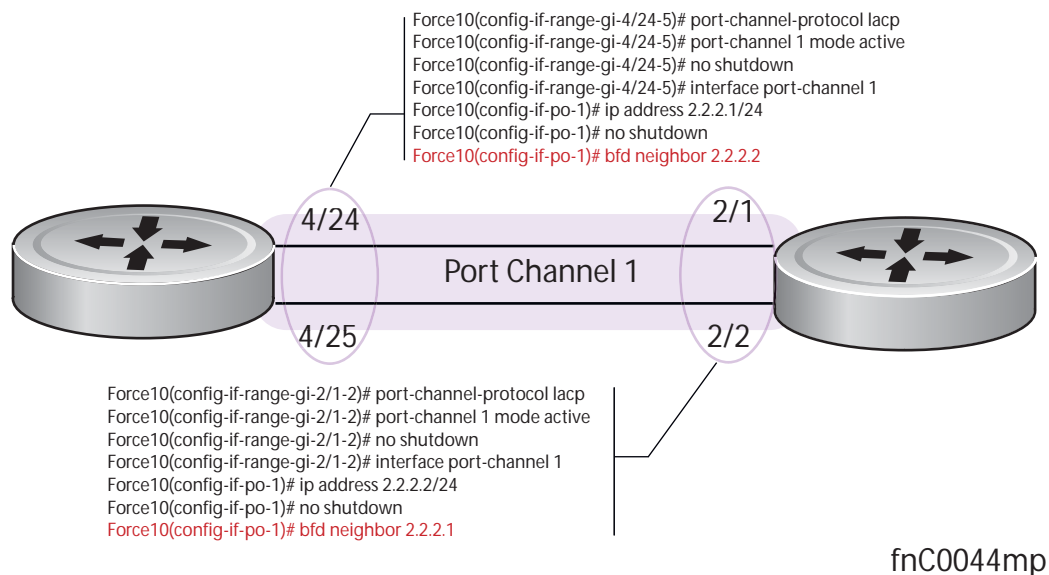 Force10(config-if-range-gi-4/24-5)# port-channel-protocol lacp
Force10(config-if-range-gi-4/24-5)# port-channel 1 mode active
Force10(config-if-range-gi-4/24-5)# no shutdown
Force10(config-if-range-gi-4/24-5)# interface port-channel 1
Force10(config-if-po-1)# ip address 2.2.2.1/24
Force10(config-if-po-1)# no shutdown
Force10(config-if-po-1)# bfd neighbor 2.2.2.2
4/24
2/1
Port Channel 1
4/25
2/2
Force10(config-if-range-gi-2/1-2)# port-channel-protocol lacp
Force10(config-if-range-gi-2/1-2)# port-channel 1 mode active
Force10(config-if-range-gi-2/1-2)# no shutdown
Force10(config-if-range-gi-2/1-2)# interface port-channel 1
Force10(config-if-po-1)# ip address 2.2.2.2/24
Force10(config-if-po-1)# no shutdown
Force10(config-if-po-1)# bfd neighbor 2.2.2.1
fnC0044mp